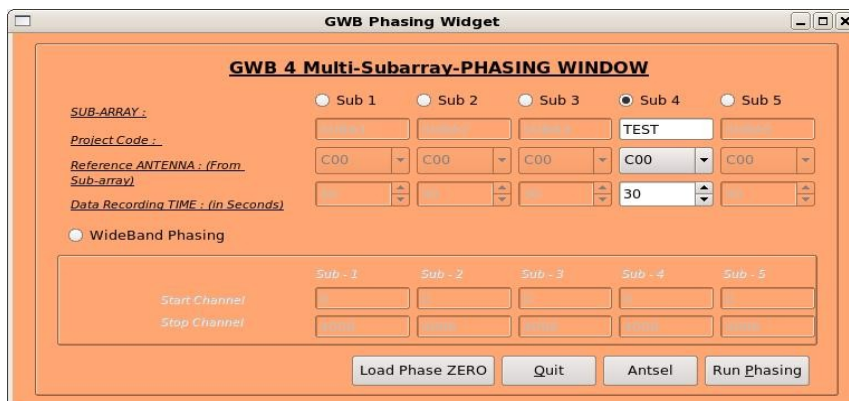 GWB Phasing Widget
GWB 4 Multi-Subarray-PHASING WINDOW
SUB-ARRAY :
Sub 1 Sub 2 Sub 3 Sub 4 Sub 5
Project Code :
TEST
Reference ANTENNA : (From Sub-array)
C00 C00 C00 C00 C00
Data Recording TIME : (in Seconds)
30
WideBand Phasing
Sub - 1 Sub - 2 Sub - 3 Sub - 4 Sub - 5
Start Channel
Stop Channel
Load Phase ZERO Quit Antsel Run Phasing